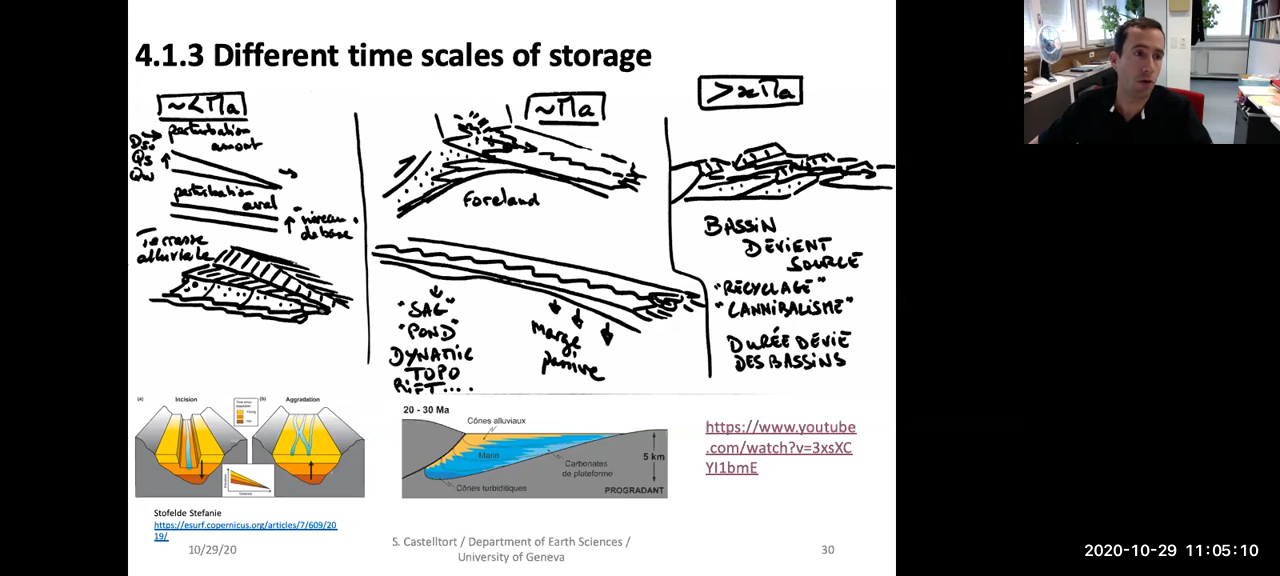 4.1.3 Different time scales of storage
~<Ma
perturbation
amont
D50
Qs
Qw
perturbation
aval
niveau
de base
Terrasse
alluviale
~Ma
Foreland
"SAG"
"POND"
DYNAMIC
TOPO
RIFT....
Marge
passive
>xMa
BASSIN
DEVIENT
SOURCE
"RECYCLAGE"
"CANNIBALISME"
DURÉE DE VIE
DES BASSINS
(a)
Incision
(b)
Aggradation
20 - 30 Ma
Cônes alluviaux
Marin
5 km
Carbonates
de plateforme
Cônes turbiditiques
PROGRADANT
https://www.youtube
.com/watch?v=3xsXC
YI1bmE
Stofelde Stefanie
https://esurf.copernicus.org/articles/7/609/20
19/
10/29/20
S. Castelltort / Department of Earth Sciences /
University of Geneva
30
2020-10-29 11:05:10